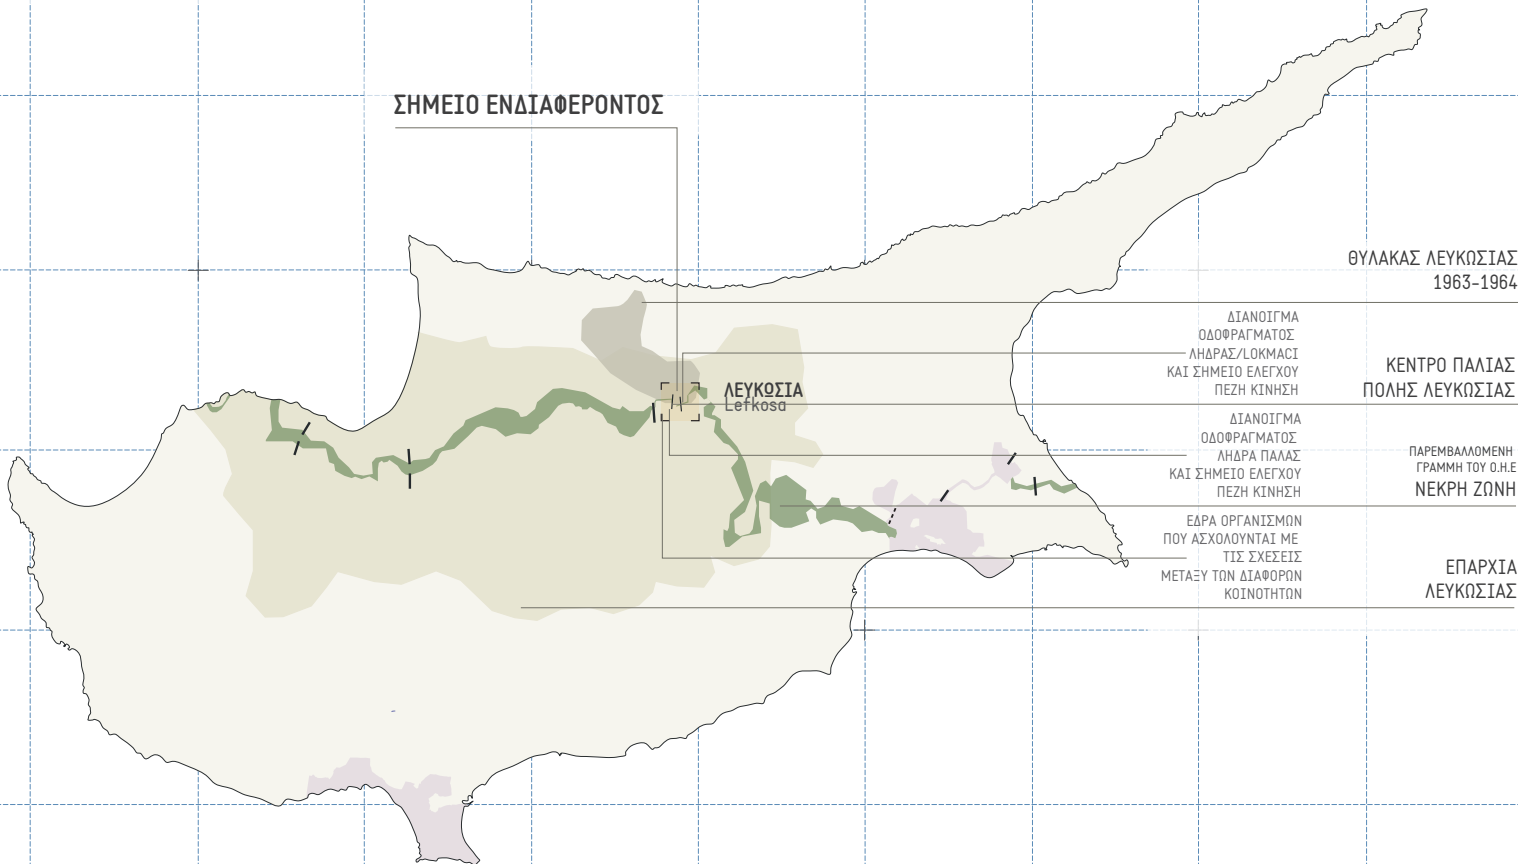 ΣΗΜΕΙΟ ΕΝΔΙΑΦΕΡΟΝΤΟΣ
ΘΥΛΑΚΑΣ ΛΕΥΚΩΣΙΑΣ
1963-1964
ΔΙΑΝΟΙΓΜΑ
ΟΔΟΦΡΑΓΜΑΤΟΣ
ΛΗΔΡΑΣ/LOKMACI
ΚΑΙ ΣΗΜΕΙΟ ΕΛΕΓΧΟΥ
ΠΕΖΗ ΚΙΝΗΣΗ
ΚΕΝΤΡΟ ΠΑΛΙΑΣ
ΠΟΛΗΣ ΛΕΥΚΩΣΙΑΣ
ΛΕΥΚΩΣΙΑ
Lefkosa
ΔΙΑΝΟΙΓΜΑ
ΟΔΟΦΡΑΓΜΑΤΟΣ
ΛΗΔΡΑ ΠΑΛΑΣ
ΚΑΙ ΣΗΜΕΙΟ ΕΛΕΓΧΟΥ
ΠΕΖΗ ΚΙΝΗΣΗ
ΠΑΡΕΜΒΑΛΛΟΜΕΝΗ
ΓΡΑΜΜΗ ΤΟΥ Ο.Η.Ε
ΝΕΚΡΗ ΖΩΝΗ
ΕΔΡΑ ΟΡΓΑΝΙΣΜΩΝ
ΠΟΥ ΑΣΧΟΛΟΥΝΤΑΙ ΜΕ
ΤΙΣ ΣΧΕΣΕΙΣ
ΜΕΤΑΞΥ ΤΩΝ ΔΙΑΦΟΡΩΝ
ΚΟΙΝΟΤΗΤΩΝ
ΕΠΑΡΧΙΑ
ΛΕΥΚΩΣΙΑΣ